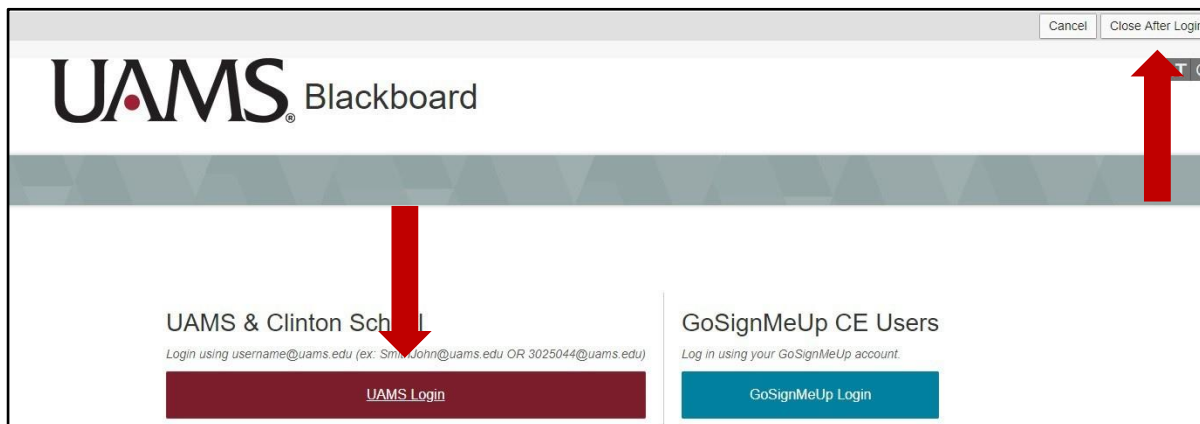 Cancel Close After Login
UAMS® Blackboard
T
UAMS & Clinton
GoSignMeUp CE Users
Login using username@uams.edu (ex: SmithJohn@uams.edu OR 3025044@uams.edu)
Log in using your GoSignMeUp account.
UAMS Login
GoSignMeUp Login